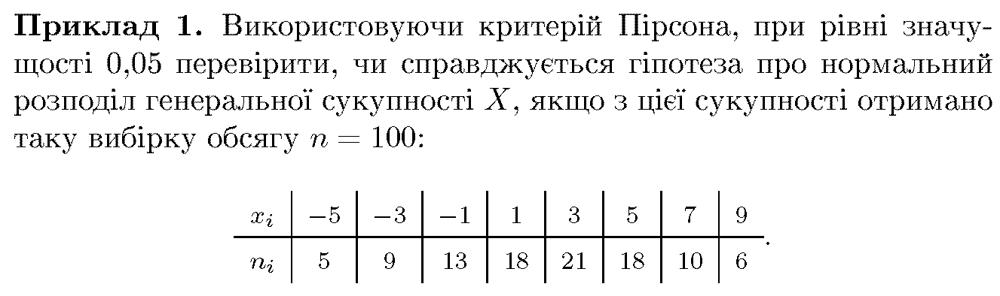 Приклад 1. Використовуючи критерій Пірсона, при рівні значу-
щості 0,05 перевірити, чи справджується гіпотеза про нормальний
розподіл генеральної сукупності X, якщо з цієї сукупності отримано
таку вибірку обсягу n = 100:
x_i −5 −3 −1 1 3 5 7 9
n_i 5 9 13 18 21 18 10 6 .